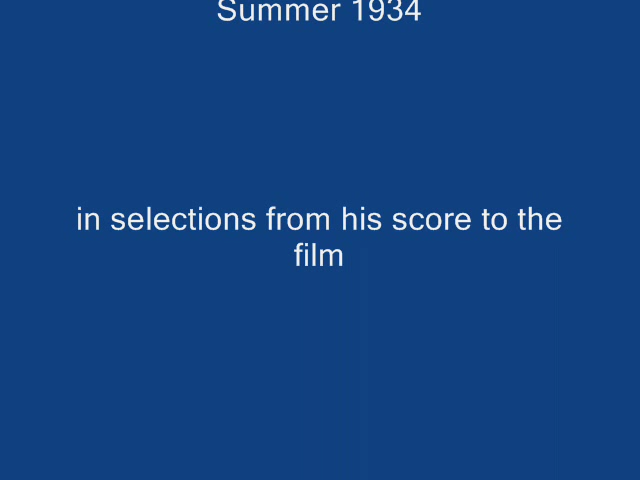 Summer 1934
in selections from his score to the
film